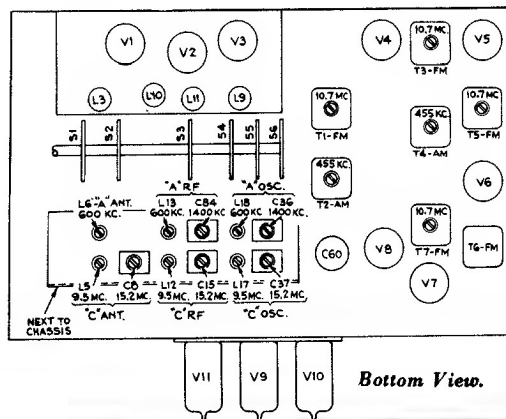 V1
V2
V3
V4
10.7 MC.
T3-FM
V5
L3
L10
L11
L9
10.7 MC
T1-FM
455 KC.
T4-AM
10.7 MC
T5-FM
S1
S2
S3
S4
S5
S6
455 KC.
T2-AM
V6
"A" RF
"A" OSC.
L6 "A" ANT.
600 KC.
L13
600 KC.
C84
1400 KC
L18
600 KC
C36
1400 KC.
10.7 MC
T7-FM
T6-FM
C60
V8
V7
L5
9.5 MC.
C8
15.2 MC.
L12
9.5 MC.
C15
15.2 MC.
L17
9.5 MC.
C37
15.2 MC.
NEXT TO
CHASSIS
"C" ANT.
"C" RF
"C" OSC.
V11
V9
V10
Bottom View.